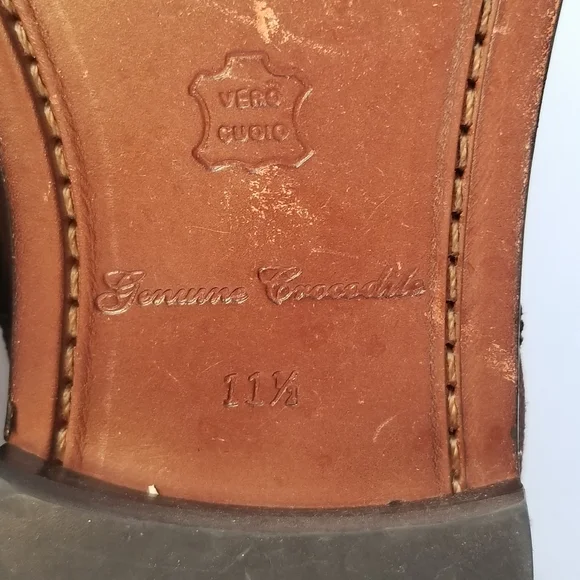 VERO
CUOIO
Genuine Crocodile
11½